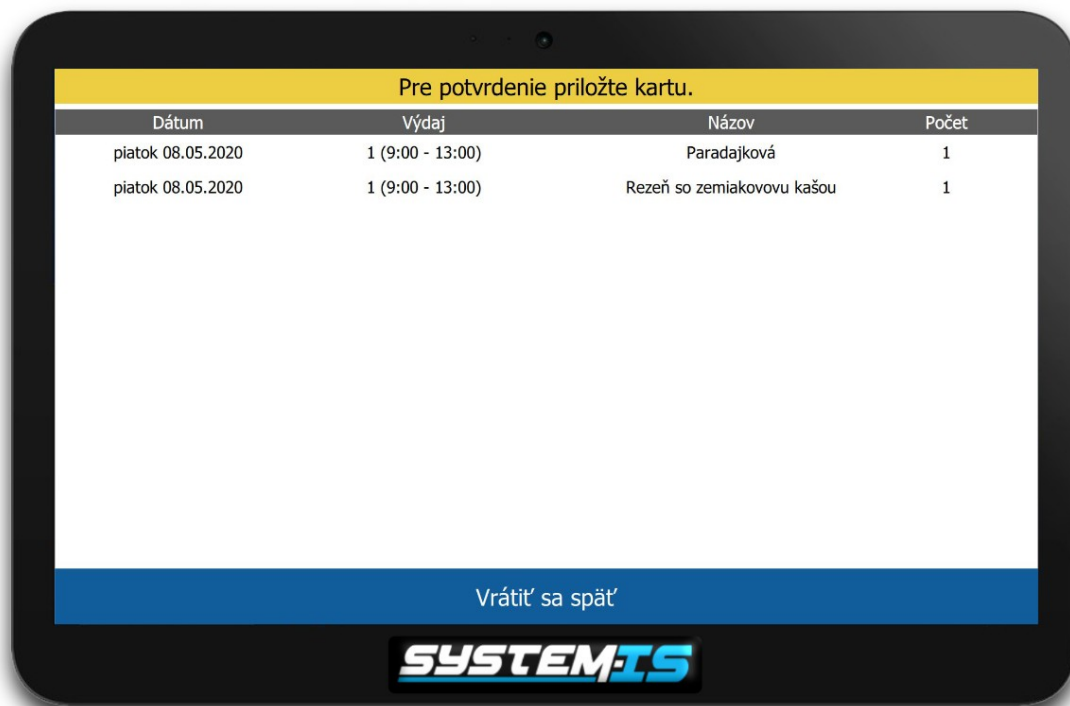 Pre potvrdenie priložte kartu.
Dátum Výdaj Názov Počet
piatok 08.05.2020 1 (9:00 - 13:00) Paradajková 1
piatok 08.05.2020 1 (9:00 - 13:00) Rezeň so zemiakovovu kašou 1
Vrátiť sa späť
SYSTEM-IS